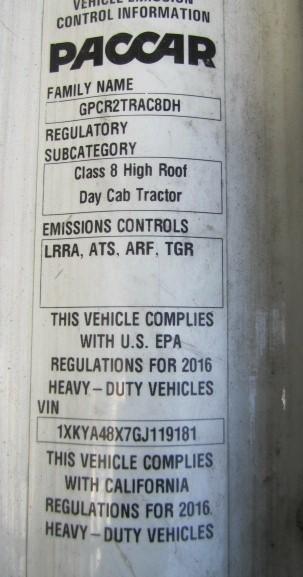 VEHICLE EMISSION
CONTROL INFORMATION
PACCAR
FAMILY NAME
GPCR2TRAC8DH
REGULATORY
SUBCATEGORY
Class 8 High Roof
Day Cab Tractor
EMISSIONS CONTROLS
LRRA, ATS, ARF, TGR
THIS VEHICLE COMPLIES
WITH U.S. EPA
REGULATIONS FOR 2016
HEAVY-DUTY VEHICLES
VIN
1XKYA48X7GJ119181
THIS VEHICLE COMPLIES
WITH CALIFORNIA
REGULATIONS FOR 2016.
HEAVY-DUTY VEHICLES